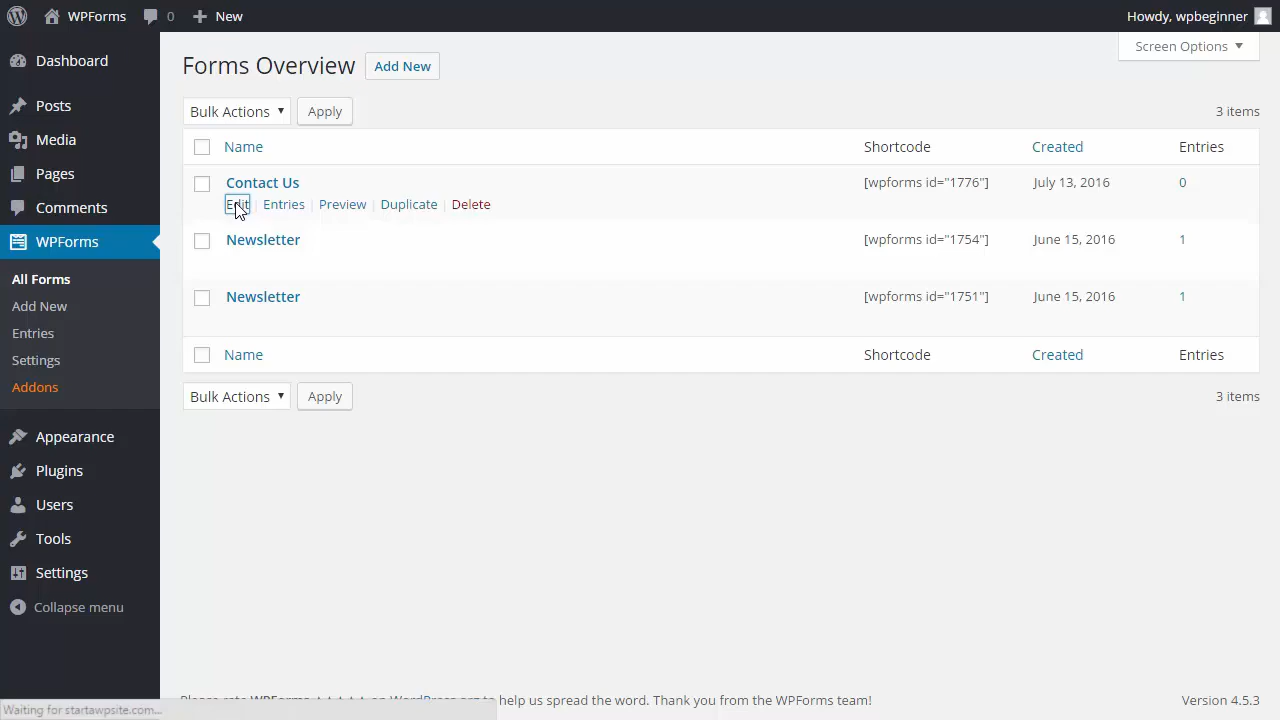 WPForms 0 New Howdy, wpbeginner
Screen Options
Dashboard
Posts
Media
Pages
Comments
WPForms
All Forms
Add New
Entries
Settings
Addons
Appearance
Plugins
Users
Tools
Settings
Collapse menu
Forms Overview Add New
Bulk Actions Apply 3 items
Name Shortcode Created Entries
Contact Us [wpforms id="1776"] July 13, 2016 0
Edit | Entries | Preview | Duplicate | Delete
Newsletter [wpforms id="1754"] June 15, 2016 1
Newsletter [wpforms id="1751"] June 15, 2016 1
Name Shortcode Created Entries
Bulk Actions Apply 3 items
Please rate WPForms ★★★★★ on WordPress.org to help us spread the word. Thank you from the WPForms team! Version 4.5.3
Waiting for startawpsite.com...